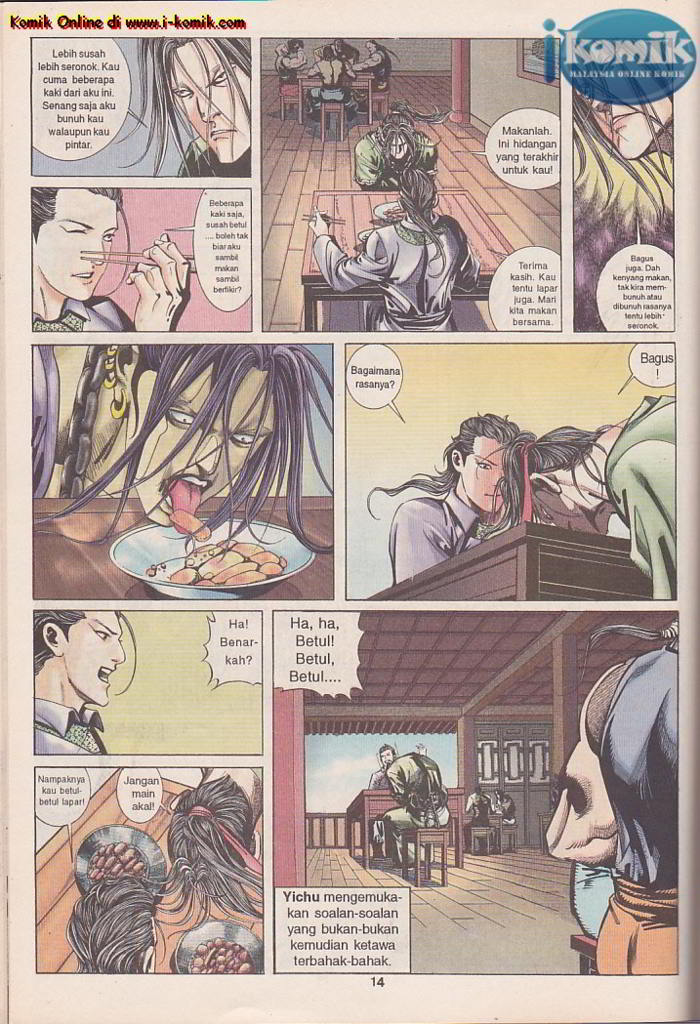 Komik Online di www.i-komik.com
ikomik
MALAYSIA ONLINE KOMIK
Lebih susah
lebih seronok. Kau
cuma beberapa
kaki dari aku ini.
Senang saja aku
bunuh kau
walaupun kau
pintar.
Beberapa
kaki saja,
susah betul
.... boleh tak
biar aku
sambil
makan
sambil
berfikir?
Makanlah.
Ini hidangan
yang terakhir
untuk kau!
Terima
kasih. Kau
tentu lapar
juga. Mari
kita makan
bersama.
Bagus
juga. Dah
kenyang makan,
tak kira mem-
bunuh atau
dibunuh rasanya
tentu lebih
seronok.
Bagaimana
rasanya?
Bagus
!
Ha!
Benar-
kah?
Ha, ha,
Betul!
Betul,
Betul....
Nampaknya
kau betul-
betul lapar!
Jangan
main
akal!
Yichu mengemuka-
kan soalan-soalan
yang bukan-bukan
kemudian ketawa
terbahak-bahak.
14